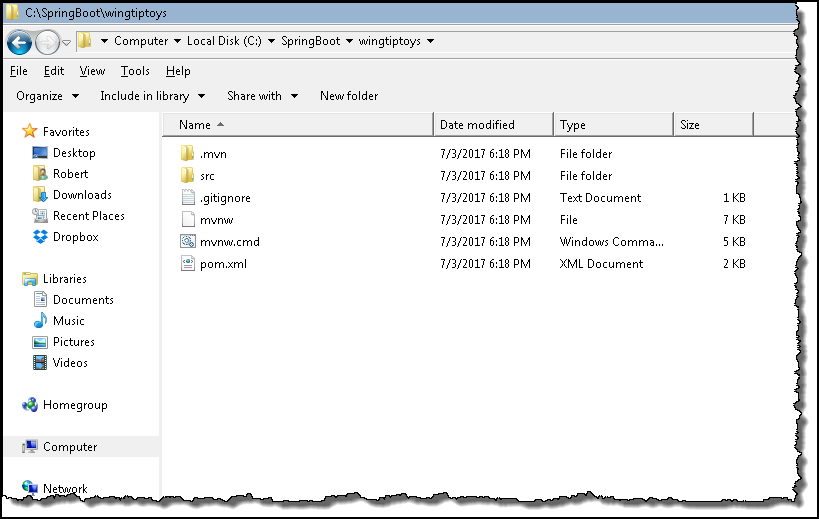 C:\SpringBoot\wingtiptoys
Computer Local Disk (C:) SpringBoot wingtiptoys
File Edit View Tools Help
Organize Include in library Share with New folder
Favorites
Desktop
Robert
Downloads
Recent Places
Dropbox
Libraries
Documents
Music
Pictures
Videos
Homegroup
Computer
Network
Name Date modified Type Size
.mvn 7/3/2017 6:18 PM File folder
src 7/3/2017 6:18 PM File folder
.gitignore 7/3/2017 6:18 PM Text Document 1 KB
mvnw 7/3/2017 6:18 PM File 7 KB
mvnw.cmd 7/3/2017 6:18 PM Windows Comma... 5 KB
pom.xml 7/3/2017 6:18 PM XML Document 2 KB